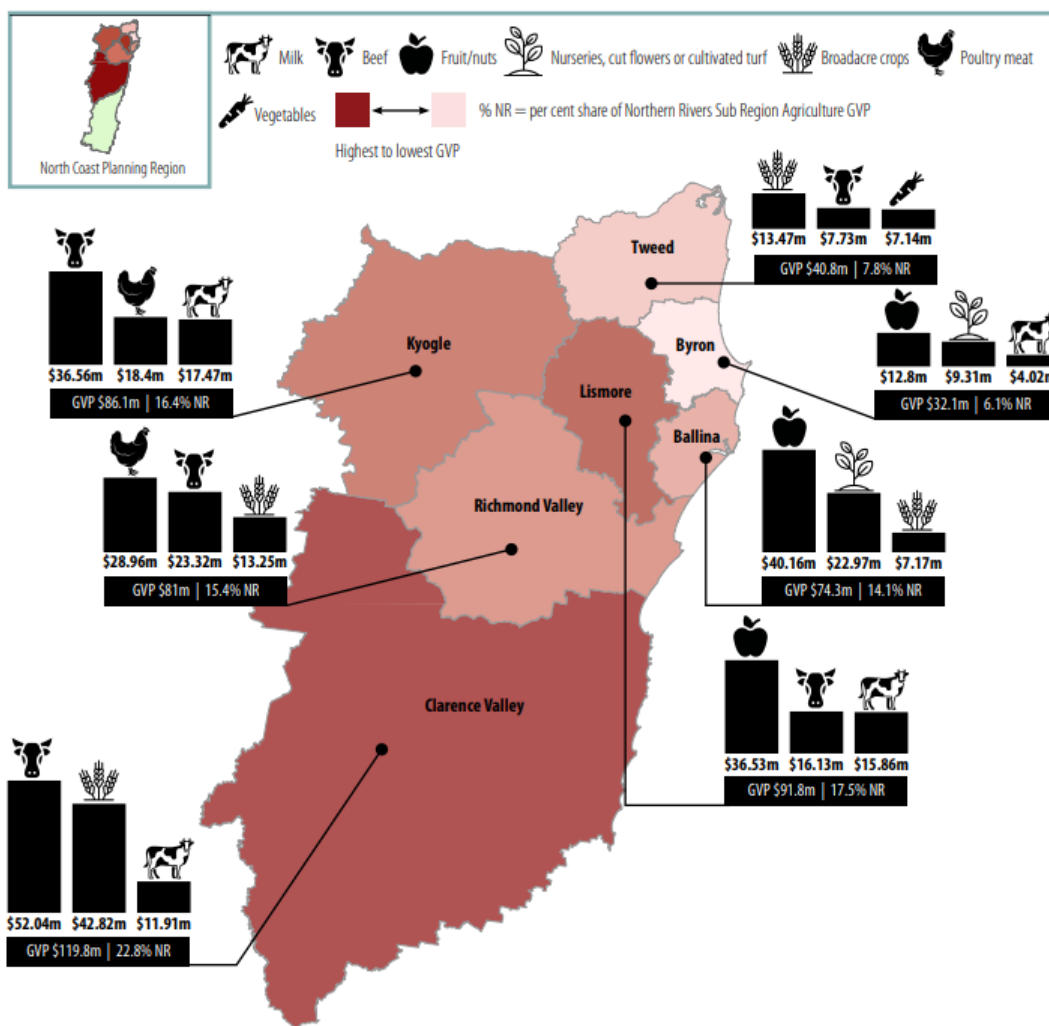 North Coast Planning Region
Milk
Beef
Fruit/nuts
Nurseries, cut flowers or cultivated turf
Broadacre crops
Poultry meat
Vegetables
% NR = per cent share of Northern Rivers Sub Region Agriculture GVP
Highest to lowest GVP
Tweed
$13.47m $7.73m $7.14m
GVP $40.8m | 7.8% NR
Kyogle
$36.56m $18.4m $17.47m
GVP $86.1m | 16.4% NR
Byron
$12.8m $9.31m $4.02m
GVP $32.1m | 6.1% NR
Lismore
Ballina
Richmond Valley
$28.96m $23.32m $13.25m
GVP $81m | 15.4% NR
$40.16m $22.97m $7.17m
GVP $74.3m | 14.1% NR
Clarence Valley
$36.53m $16.13m $15.86m
GVP $91.8m | 17.5% NR
$52.04m $42.82m $11.91m
GVP $119.8m | 22.8% NR